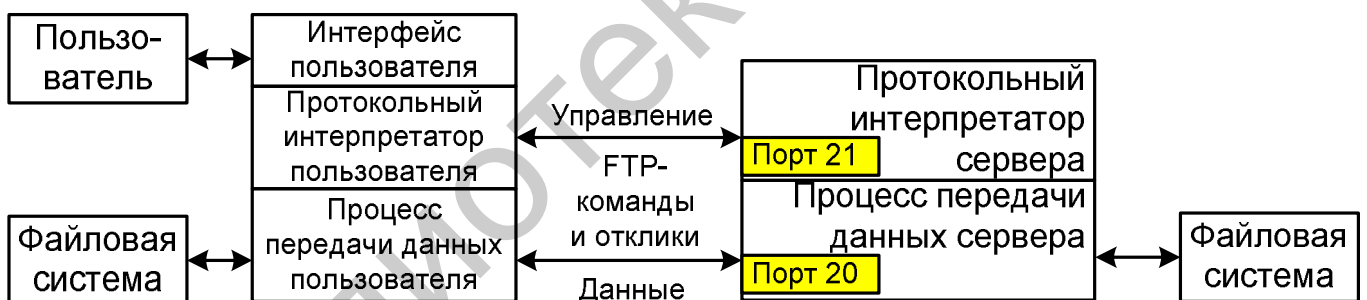 Пользо-
ватель
Интерфейс
пользователя
Протокольный
интерпретатор
пользователя
Процесс
передачи данных
пользователя
Файловая
система
Управление
FTP-
команды
и отклики
Данные
Протокольный
интерпретатор
сервера
Порт 21
Процесс передачи
данных сервера
Порт 20
Файловая
система